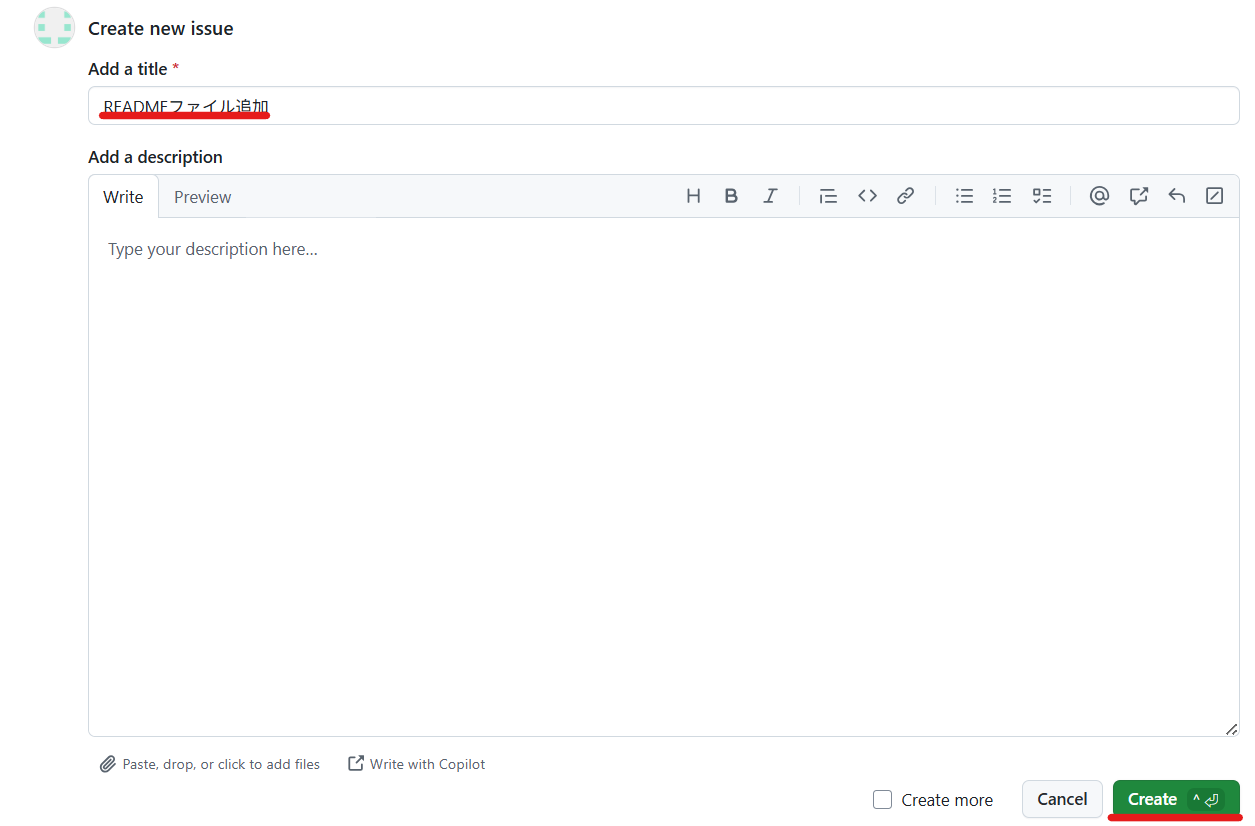 Create new issue
Add a title *
READMEファイル追加
Add a description
Write Preview
Type your description here...
Paste, drop, or click to add files Write with Copilot
Create more Cancel Create